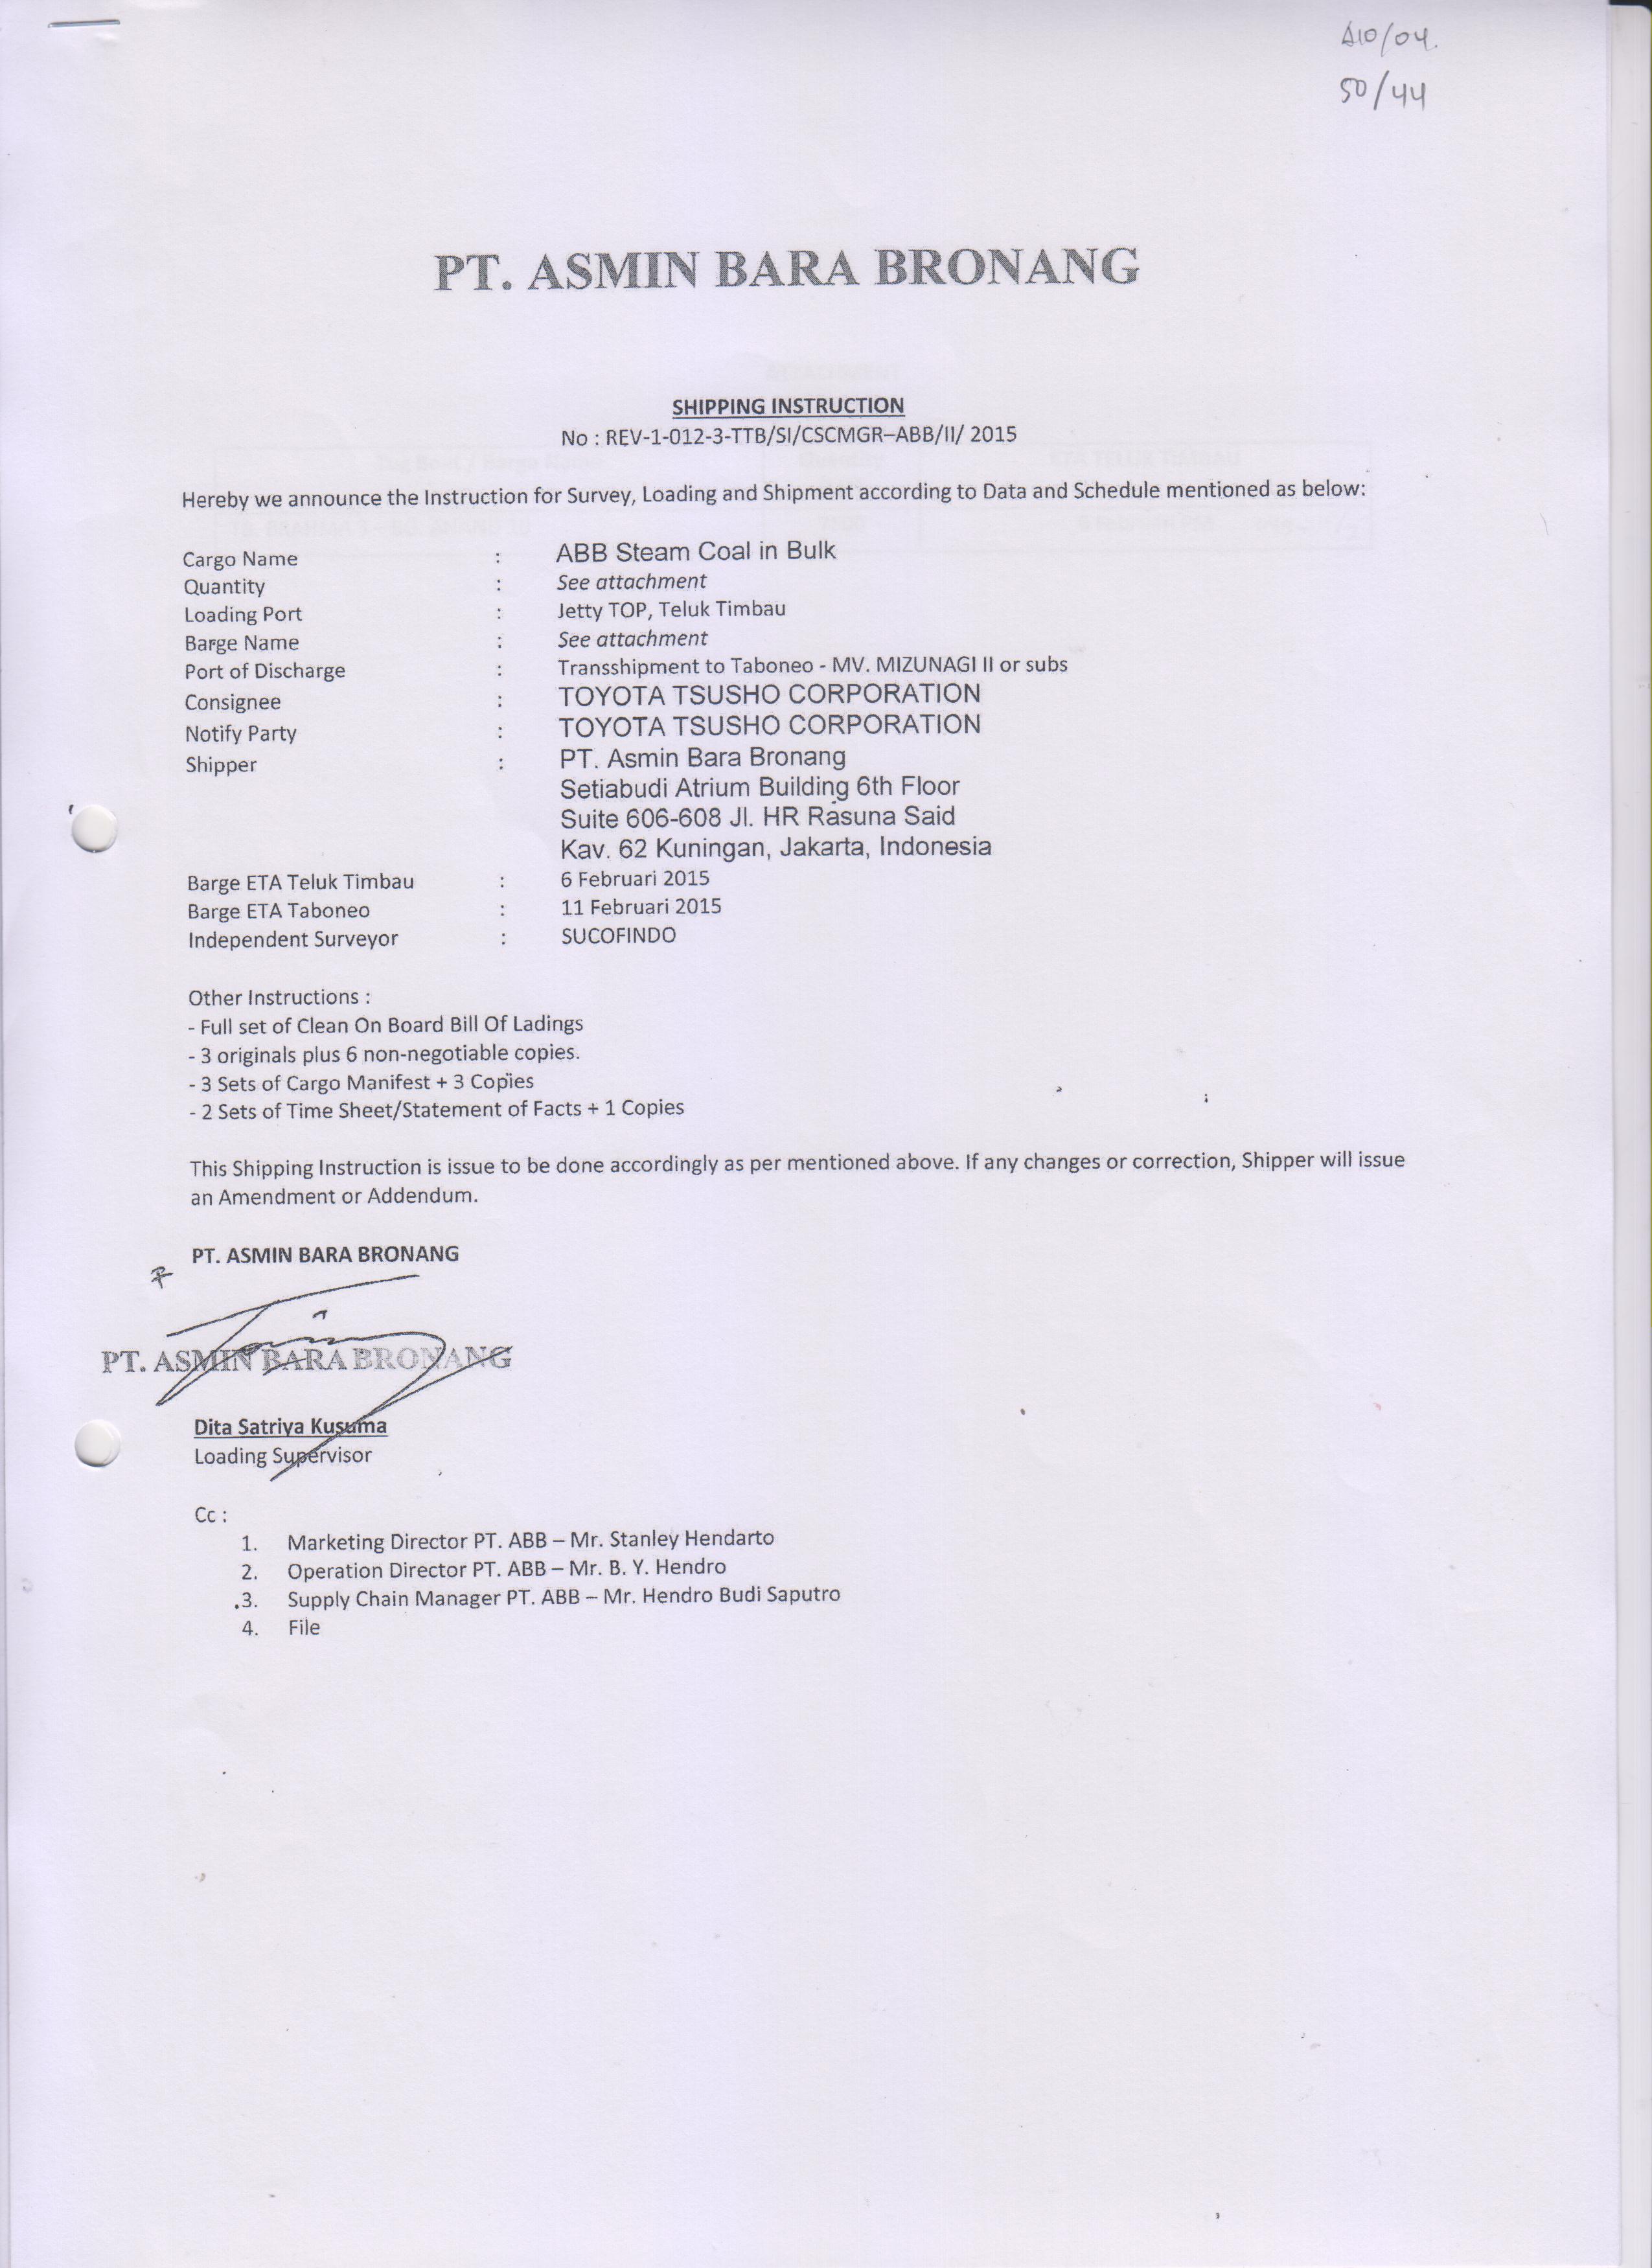 A10/04.
50/44
PT. ASMIN BARA BRONANG
SHIPPING INSTRUCTION
No : REV-1-012-3-TTB/SI/CSCMGR–ABB/II/ 2015
Hereby we announce the Instruction for Survey, Loading and Shipment according to Data and Schedule mentioned as below:
Cargo Name : ABB Steam Coal in Bulk
Quantity : See attachment
Loading Port : Jetty TOP, Teluk Timbau
Barge Name : See attachment
Port of Discharge : Transshipment to Taboneo - MV. MIZUNAGI II or subs
Consignee : TOYOTA TSUSHO CORPORATION
Notify Party : TOYOTA TSUSHO CORPORATION
Shipper : PT. Asmin Bara Bronang
Setiabudi Atrium Building 6th Floor
Suite 606-608 Jl. HR Rasuna Said
Kav. 62 Kuningan, Jakarta, Indonesia
Barge ETA Teluk Timbau : 6 Februari 2015
Barge ETA Taboneo : 11 Februari 2015
Independent Surveyor : SUCOFINDO
Other Instructions :
- Full set of Clean On Board Bill Of Ladings
- 3 originals plus 6 non-negotiable copies.
- 3 Sets of Cargo Manifest + 3 Copies
- 2 Sets of Time Sheet/Statement of Facts + 1 Copies
This Shipping Instruction is issue to be done accordingly as per mentioned above. If any changes or correction, Shipper will issue
an Amendment or Addendum.
PT. ASMIN BARA BRONANG
PT. ASMIN BARA BRONANG
Dita Satriya Kusuma
Loading Supervisor
Cc :
1. Marketing Director PT. ABB – Mr. Stanley Hendarto
2. Operation Director PT. ABB – Mr. B. Y. Hendro
3. Supply Chain Manager PT. ABB – Mr. Hendro Budi Saputro
4. File